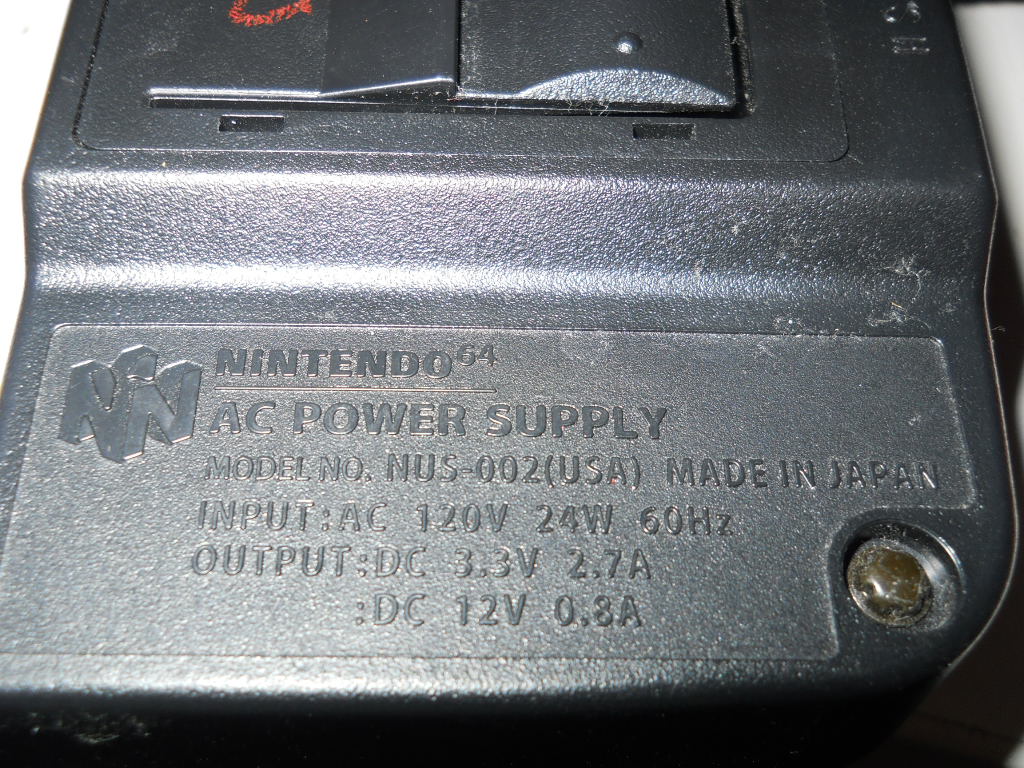 NINTENDO64
AC POWER SUPPLY
MODEL NO. NUS-002(USA) MADE IN JAPAN
INPUT:AC 120V 24W 60Hz
OUTPUT:DC 3.3V 2.7A
:DC 12V 0.8A